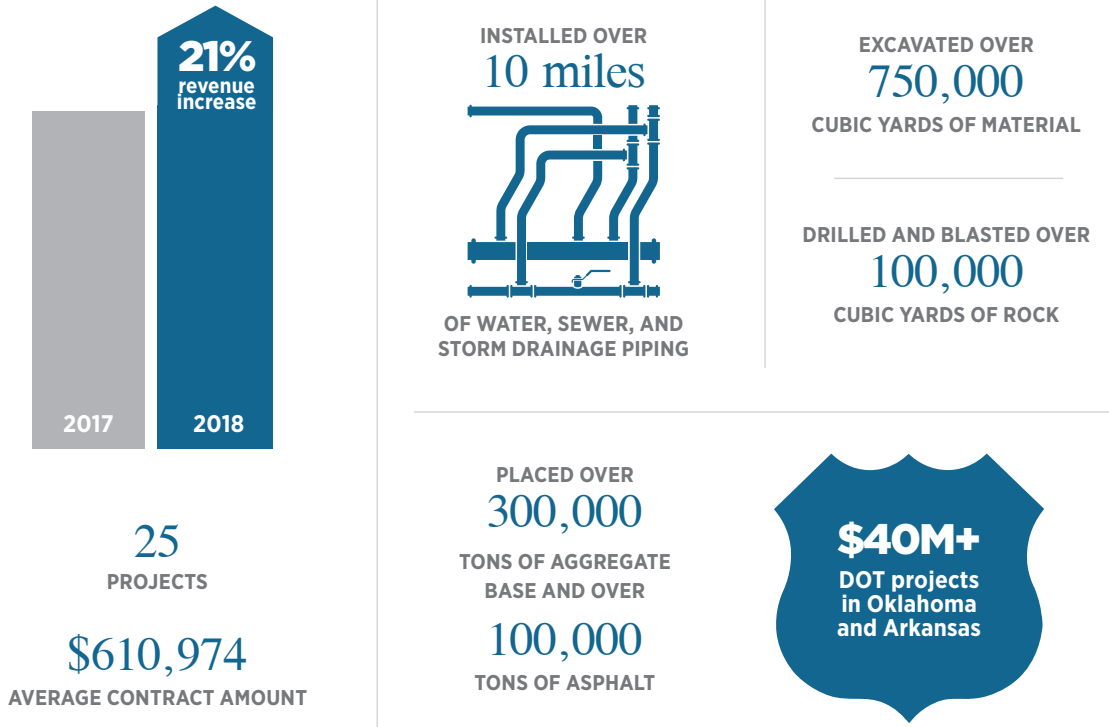 21%
revenue
increase
2017
2018
25
PROJECTS
$610,974
AVERAGE CONTRACT AMOUNT
INSTALLED OVER
10 miles
OF WATER, SEWER, AND
STORM DRAINAGE PIPING
EXCAVATED OVER
750,000
CUBIC YARDS OF MATERIAL
DRILLED AND BLASTED OVER
100,000
CUBIC YARDS OF ROCK
PLACED OVER
300,000
TONS OF AGGREGATE
BASE AND OVER
100,000
TONS OF ASPHALT
$40M+
DOT projects
in Oklahoma
and Arkansas